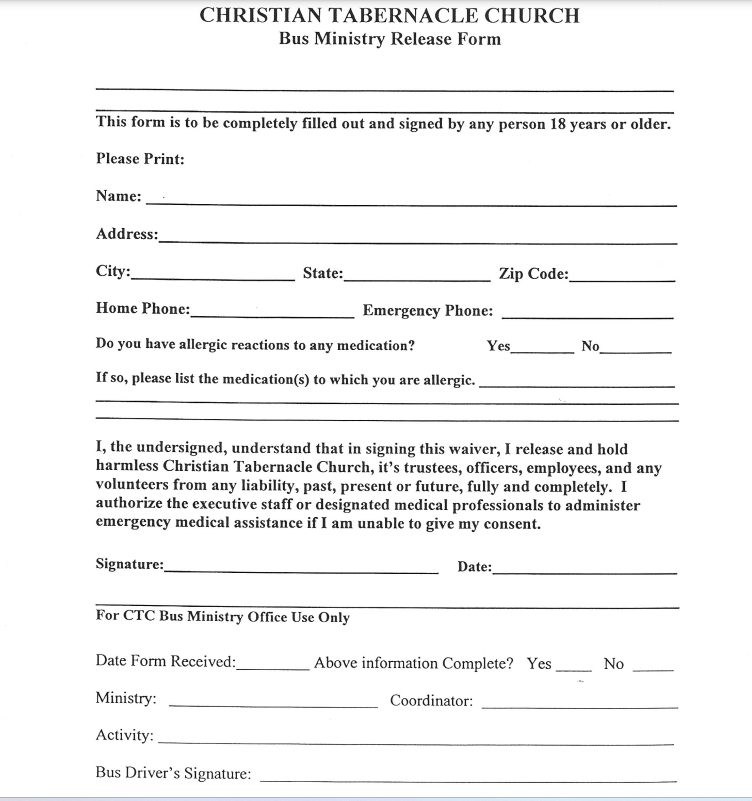 CHRISTIAN TABERNACLE CHURCH
Bus Ministry Release Form
This form is to be completely filled out and signed by any person 18 years or older.
Please Print:
Name:
Address:
City: State: Zip Code:
Home Phone: Emergency Phone:
Do you have allergic reactions to any medication? Yes No
If so, please list the medication(s) to which you are allergic.
I, the undersigned, understand that in signing this waiver, I release and hold
harmless Christian Tabernacle Church, it's trustees, officers, employees, and any
volunteers from any liability, past, present or future, fully and completely. I
authorize the executive staff or designated medical professionals to administer
emergency medical assistance if I am unable to give my consent.
Signature: Date:
For CTC Bus Ministry Office Use Only
Date Form Received: Above information Complete? Yes No
Ministry: Coordinator:
Activity:
Bus Driver's Signature: